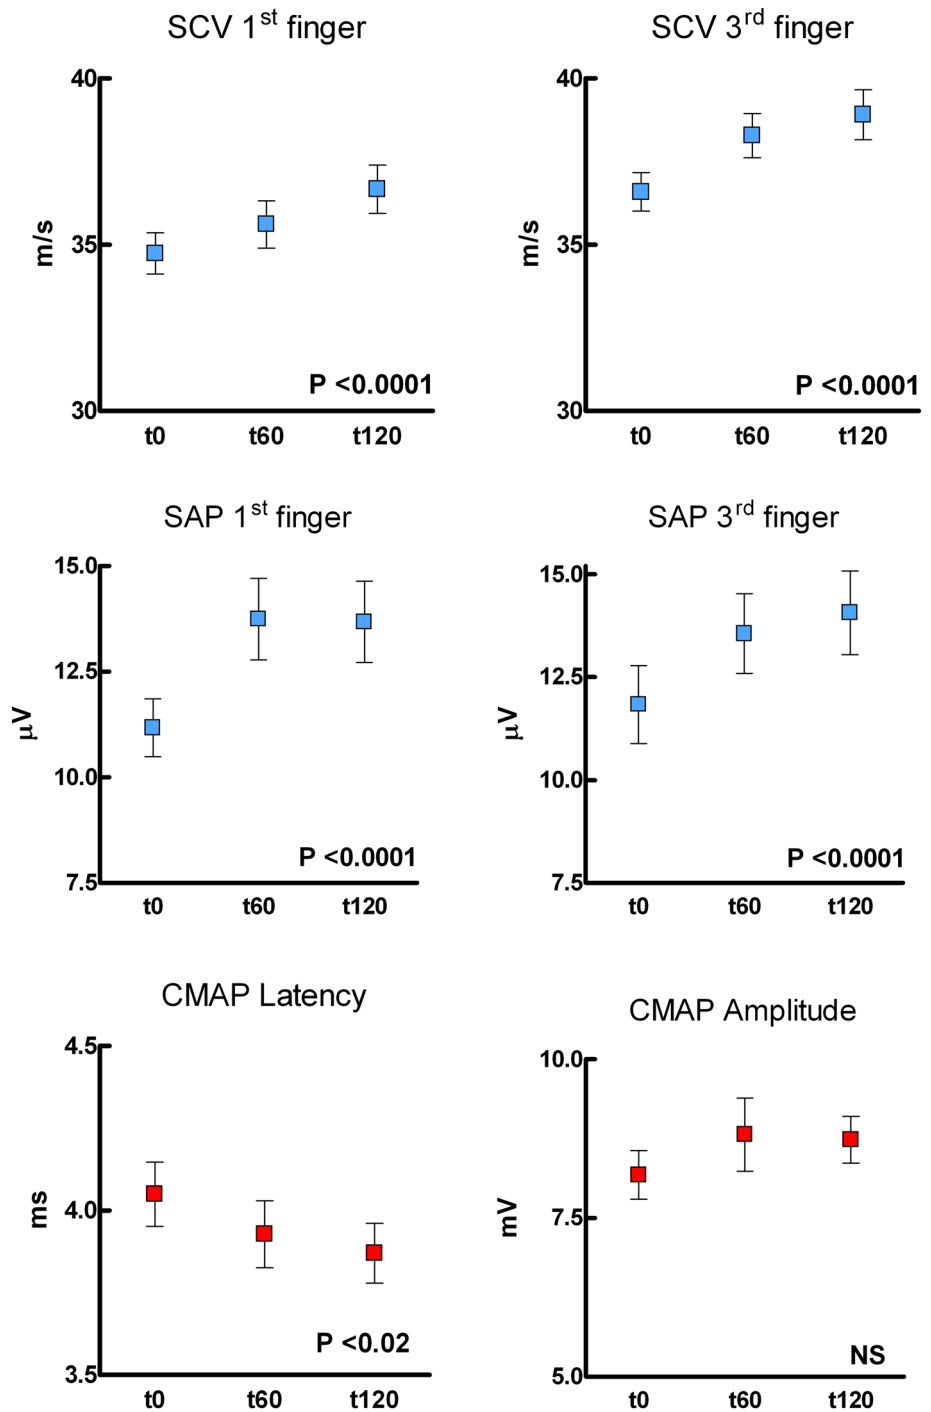 SCV 1st finger
40
35
30
m/s
P <0.0001
t0 t60 t120
SCV 3rd finger
40
35
30
m/s
P <0.0001
t0 t60 t120
SAP 1st finger
15.0
12.5
10.0
7.5
μV
P <0.0001
t0 t60 t120
SAP 3rd finger
15.0
12.5
10.0
7.5
μV
P <0.0001
t0 t60 t120
CMAP Latency
4.5
4.0
3.5
ms
P <0.02
t0 t60 t120
CMAP Amplitude
10.0
7.5
5.0
mV
NS
t0 t60 t120